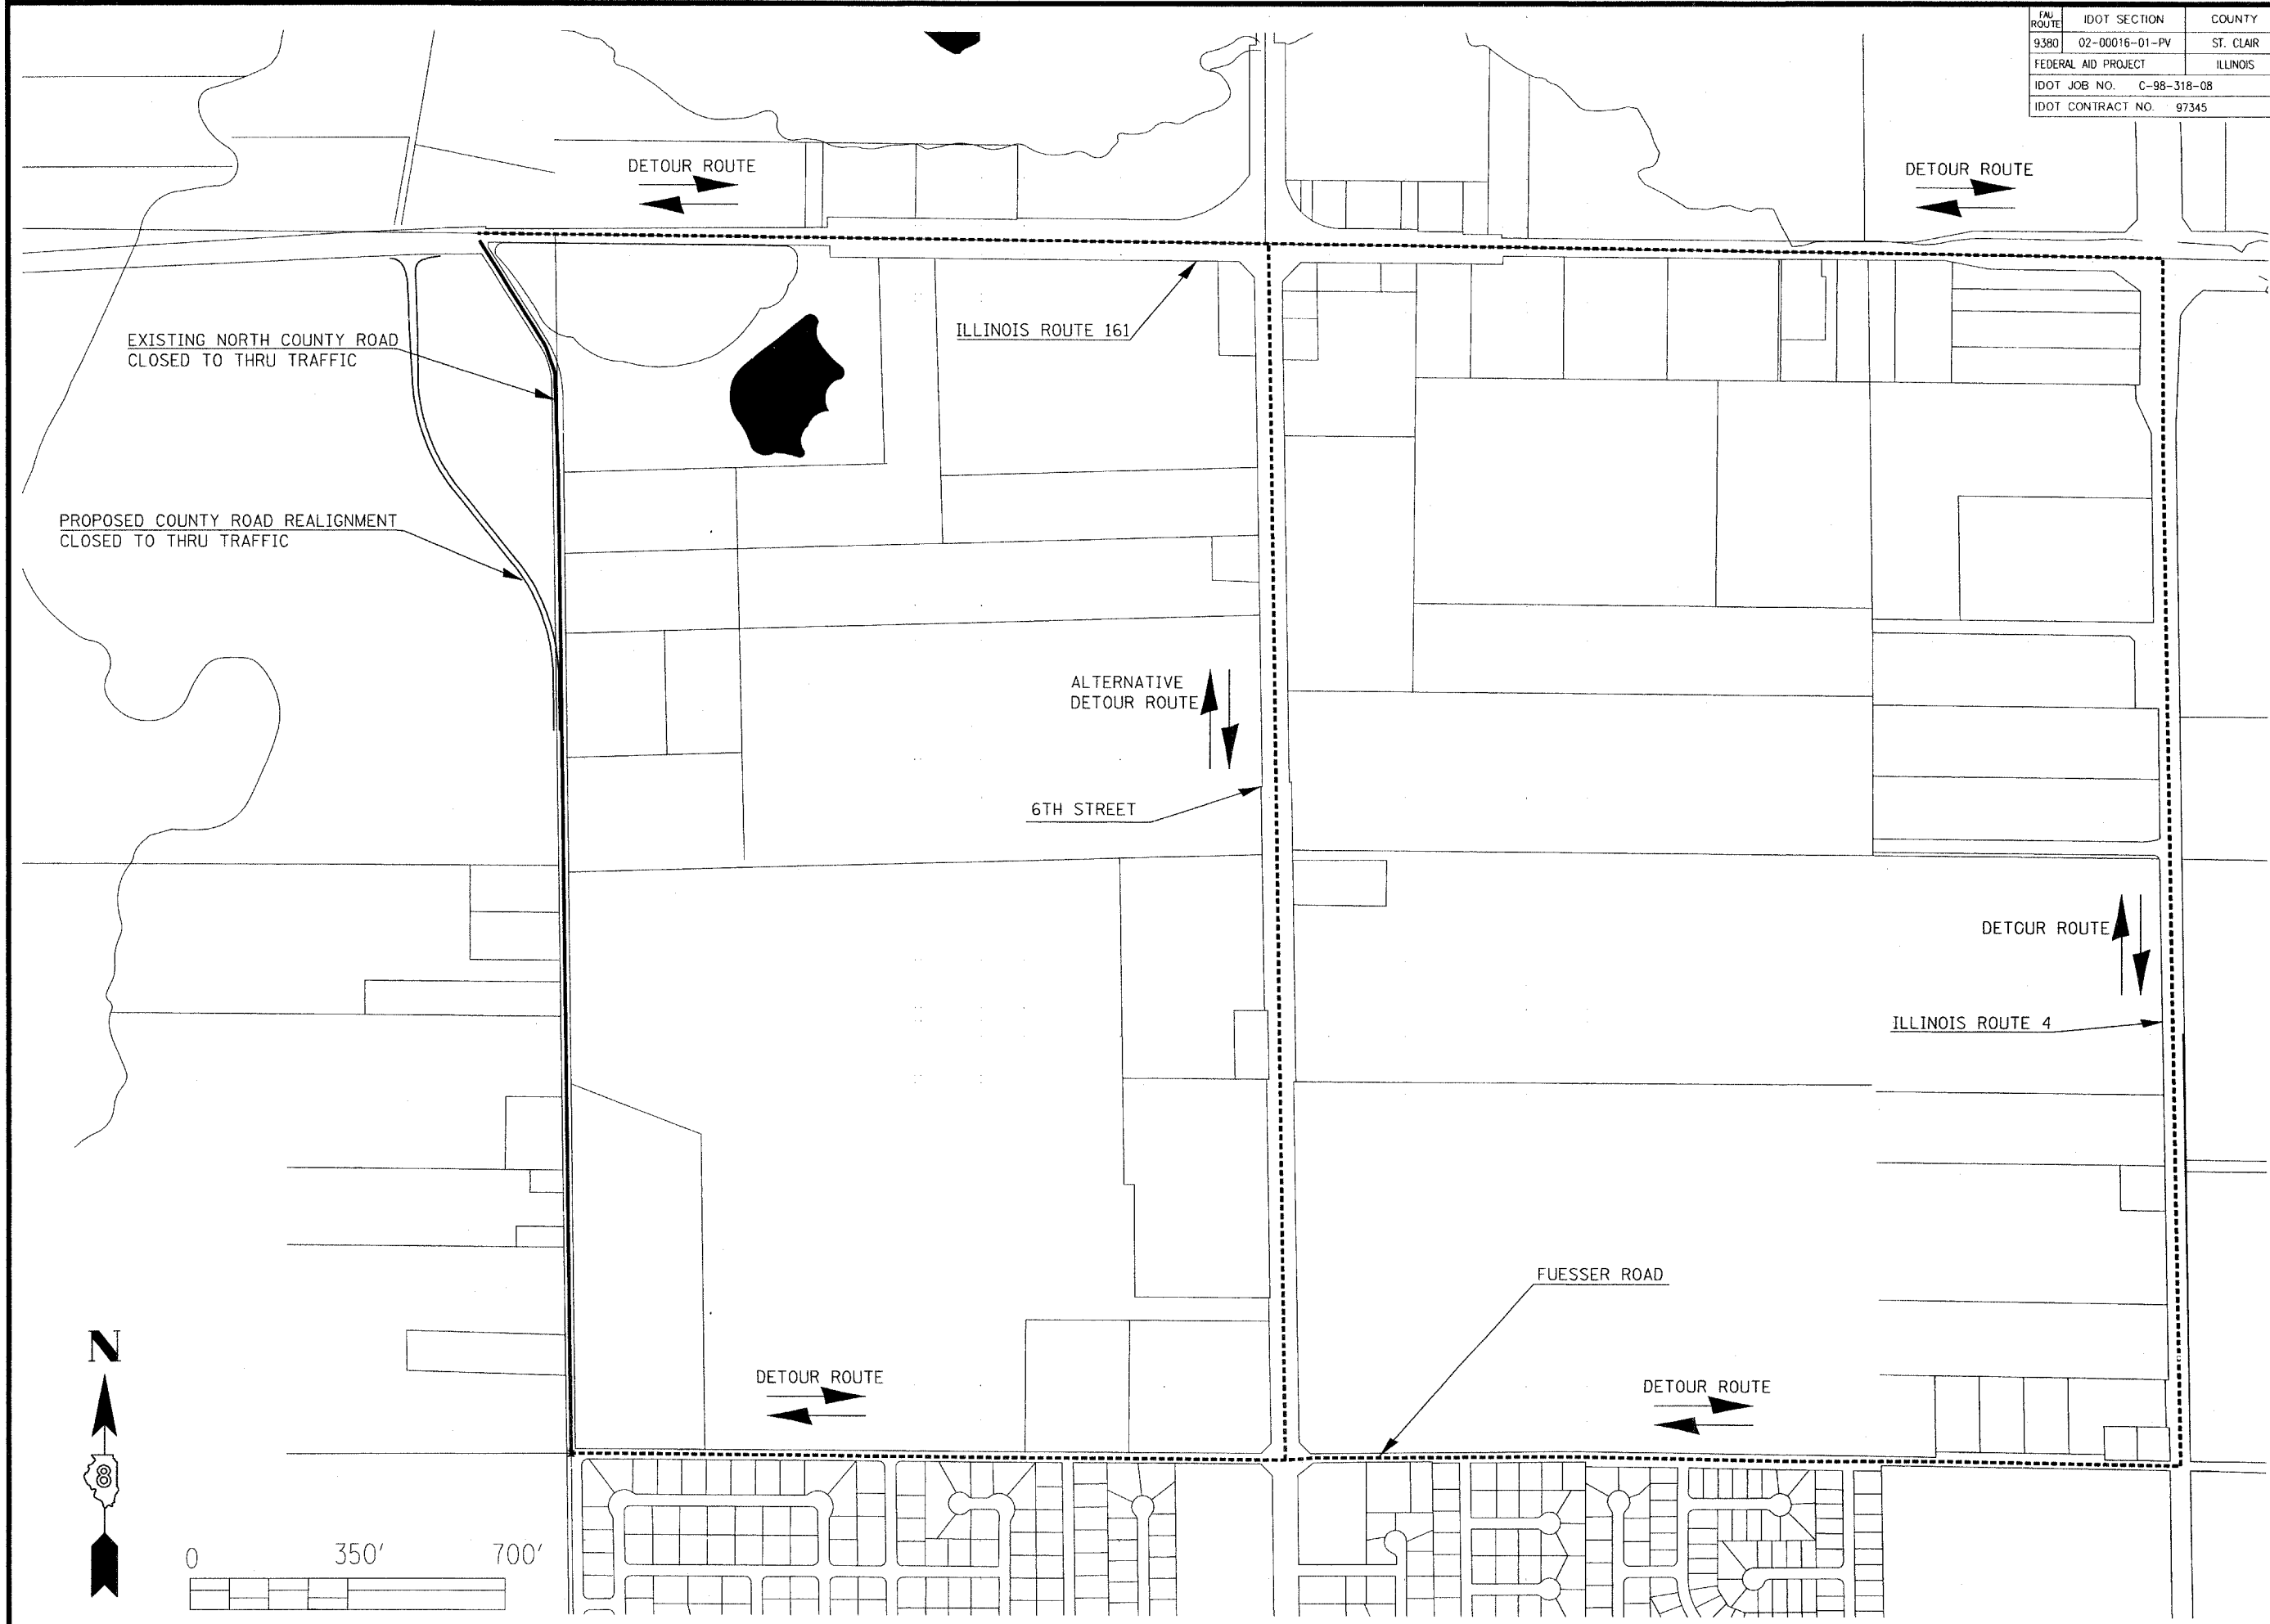 FAU ROUTE IDOT SECTION COUNTY
9380 02-00016-01-PV ST. CLAIR
FEDERAL AID PROJECT ILLINOIS
IDOT JOB NO. C-98-318-08
IDOT CONTRACT NO. 97345
DETOUR ROUTE
DETOUR ROUTE
EXISTING NORTH COUNTY ROAD
CLOSED TO THRU TRAFFIC
ILLINOIS ROUTE 161
PROPOSED COUNTY ROAD REALIGNMENT
CLOSED TO THRU TRAFFIC
ALTERNATIVE
DETOUR ROUTE
6TH STREET
DETOUR ROUTE
ILLINOIS ROUTE 4
FUESSER ROAD
DETOUR ROUTE
DETOUR ROUTE
N
8
0 350' 700'